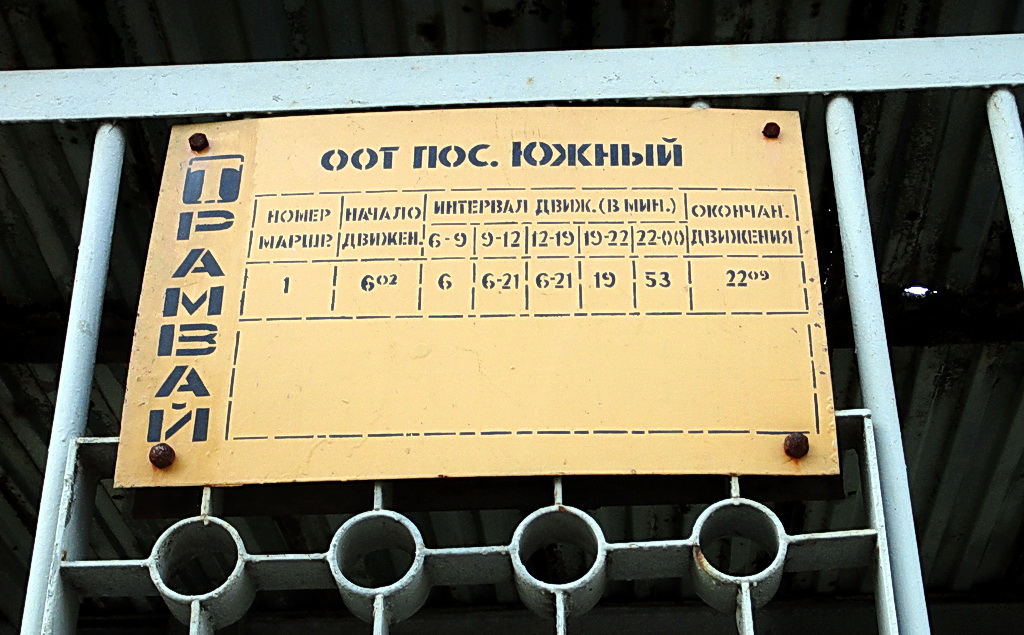 ТРАМВАЙ
ООТ ПОС. ЮЖНЫЙ
НОМЕР МАРШР. НАЧАЛО ДВИЖЕН. ИНТЕРВАЛ ДВИЖ. (В МИН.) ОКОНЧАН. ДВИЖЕНИЯ
6-9 9-12 12-19 19-22 22-00
1 6⁰² 6 6-21 6-21 19 53 22⁰⁹